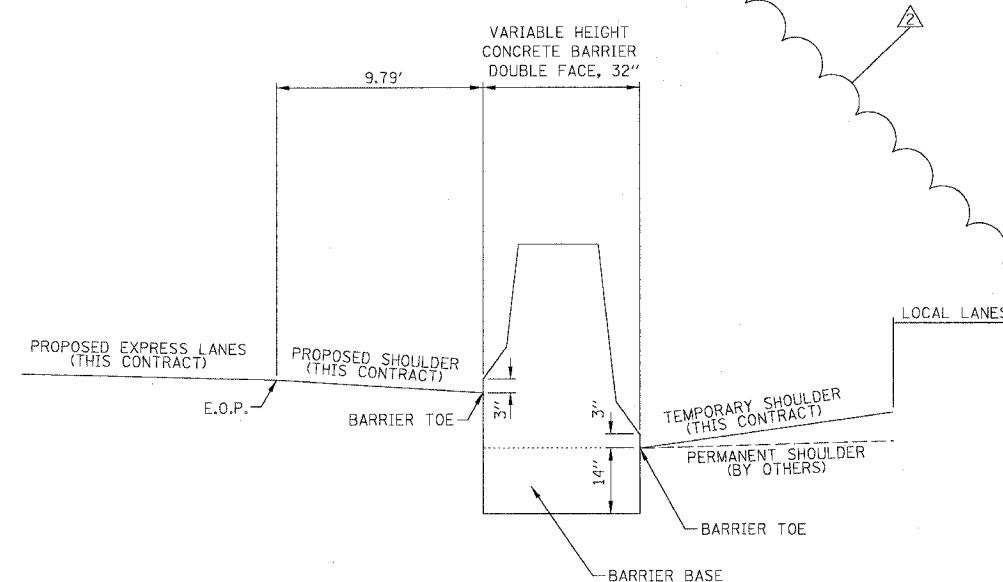 2
VARIABLE HEIGHT
CONCRETE BARRIER
DOUBLE FACE, 32"
9.79'
LOCAL LANES
PROPOSED EXPRESS LANES
(THIS CONTRACT)
PROPOSED SHOULDER
(THIS CONTRACT)
E.O.P.
BARRIER TOE
3"
3"
TEMPORARY SHOULDER
(THIS CONTRACT)
PERMANENT SHOULDER
(BY OTHERS)
14"
BARRIER TOE
BARRIER BASE